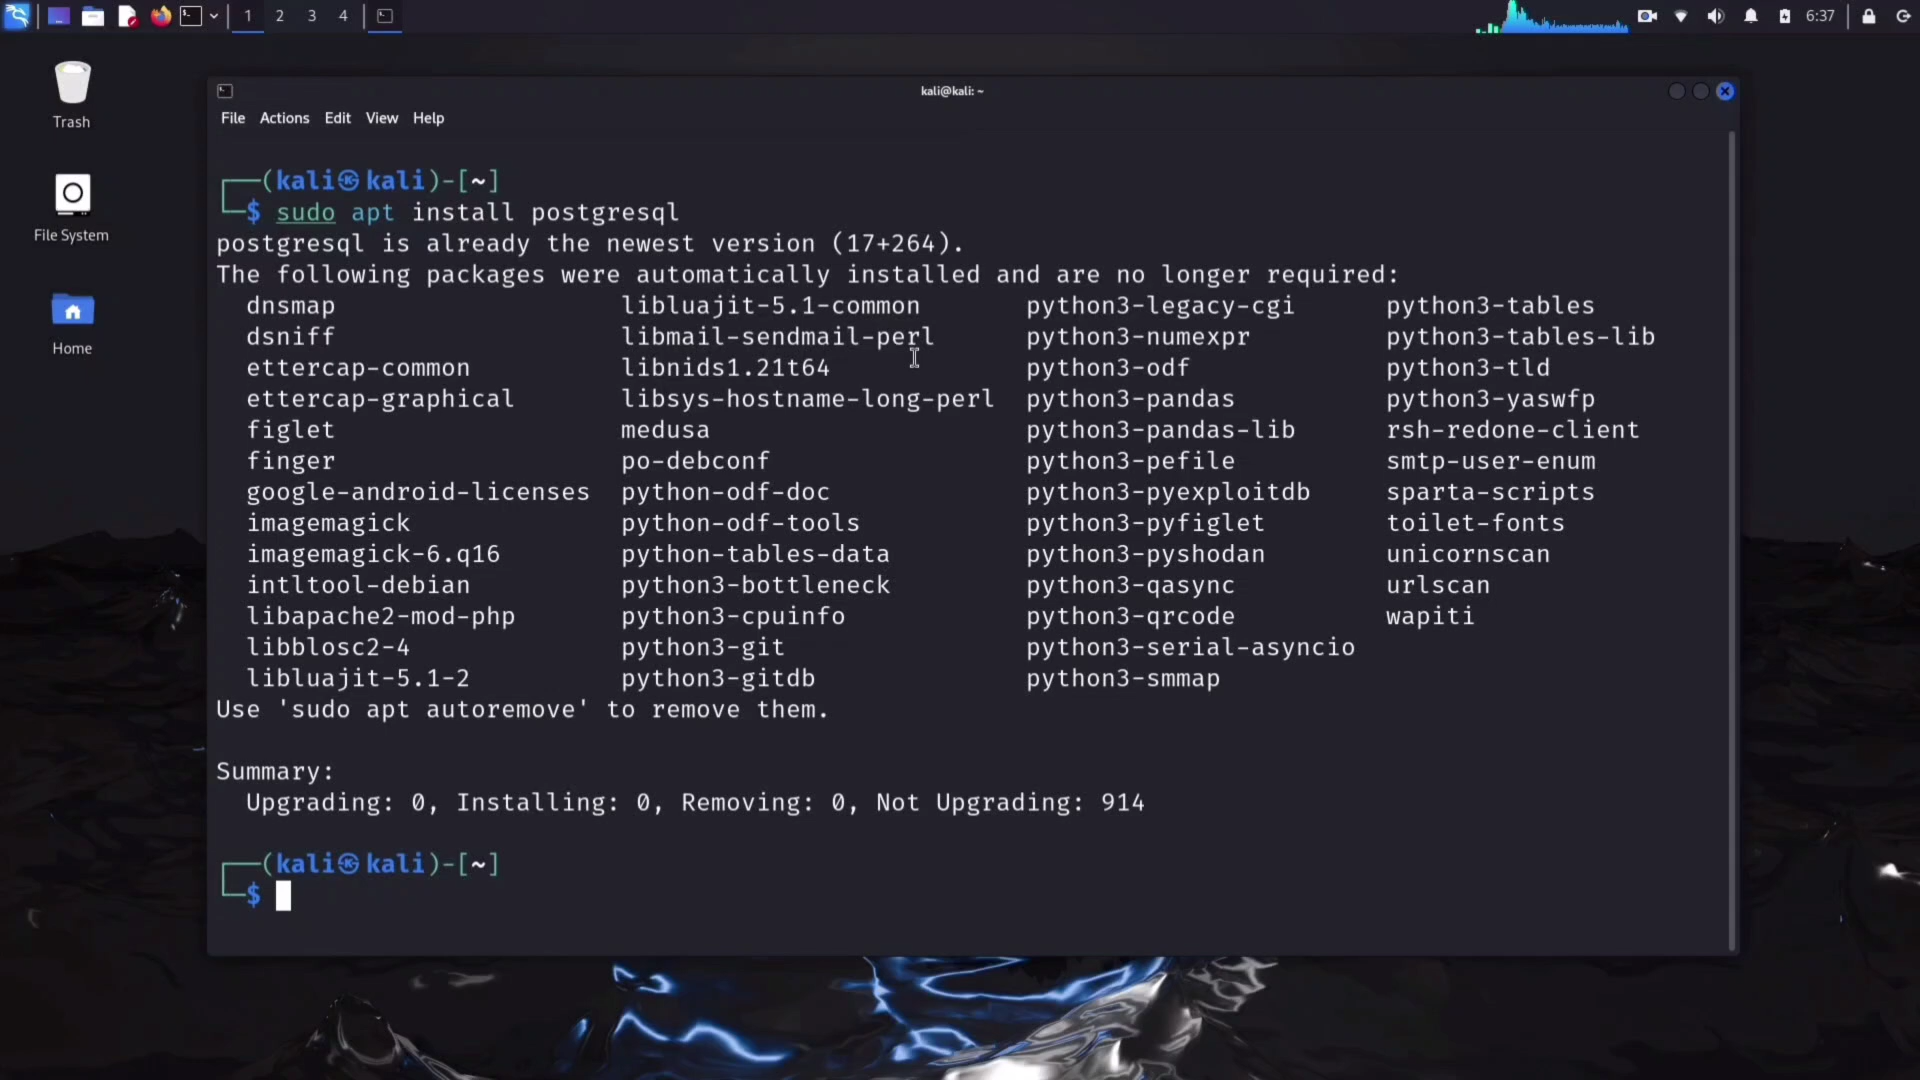 1 2 3 4 6:37
Trash
File System
Home
kali@kali: ~
File Actions Edit View Help
┌──(kali㉿kali)-[~]
└─$ sudo apt install postgresql
postgresql is already the newest version (17+264).
The following packages were automatically installed and are no longer required:
dnsmap libluajit-5.1-common python3-legacy-cgi python3-tables
dsniff libmail-sendmail-perl python3-numexpr python3-tables-lib
ettercap-common libnids1.21t64 python3-odf python3-tld
ettercap-graphical libsys-hostname-long-perl python3-pandas python3-yaswfp
figlet medusa python3-pandas-lib rsh-redone-client
finger po-debconf python3-pefile smtp-user-enum
google-android-licenses python-odf-doc python3-pyexploitdb sparta-scripts
imagemagick python-odf-tools python3-pyfiglet toilet-fonts
imagemagick-6.q16 python-tables-data python3-pyshodan unicornscan
intltool-debian python3-bottleneck python3-qasync urlscan
libapache2-mod-php python3-cpuinfo python3-qrcode wapiti
libblosc2-4 python3-git python3-serial-asyncio
libluajit-5.1-2 python3-gitdb python3-smmap
Use 'sudo apt autoremove' to remove them.
Summary:
Upgrading: 0, Installing: 0, Removing: 0, Not Upgrading: 914
┌──(kali㉿kali)-[~]
└─$